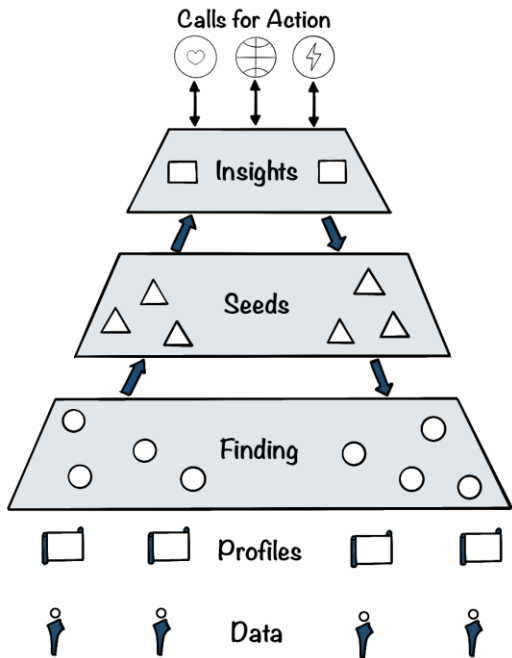 Calls for Action
Insights
Seeds
Finding
Profiles
Data